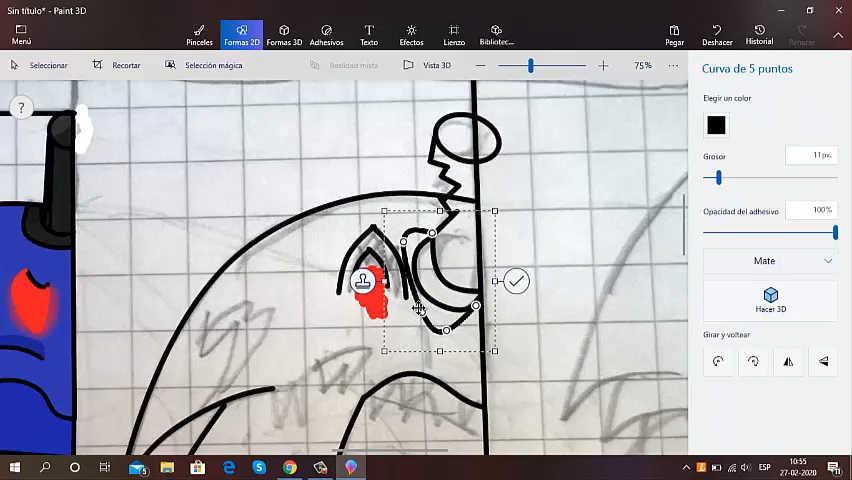 Sin título* - Paint 3D
Menú
Pinceles
Formas 2D
Formas 3D
Adhesivos
Texto
Efectos
Lienzo
Bibliotec...
Pegar
Deshacer
Historial
Rehacer
Seleccionar
Recortar
Selección mágica
Realidad mixta
Vista 3D
75%
Curva de 5 puntos
Elegir un color
Grosor
11px.
Opacidad del adhesivo
100%
Mate
Hacer 3D
Girar y voltear
?
5
ESP
10:55
27-02-2020
11